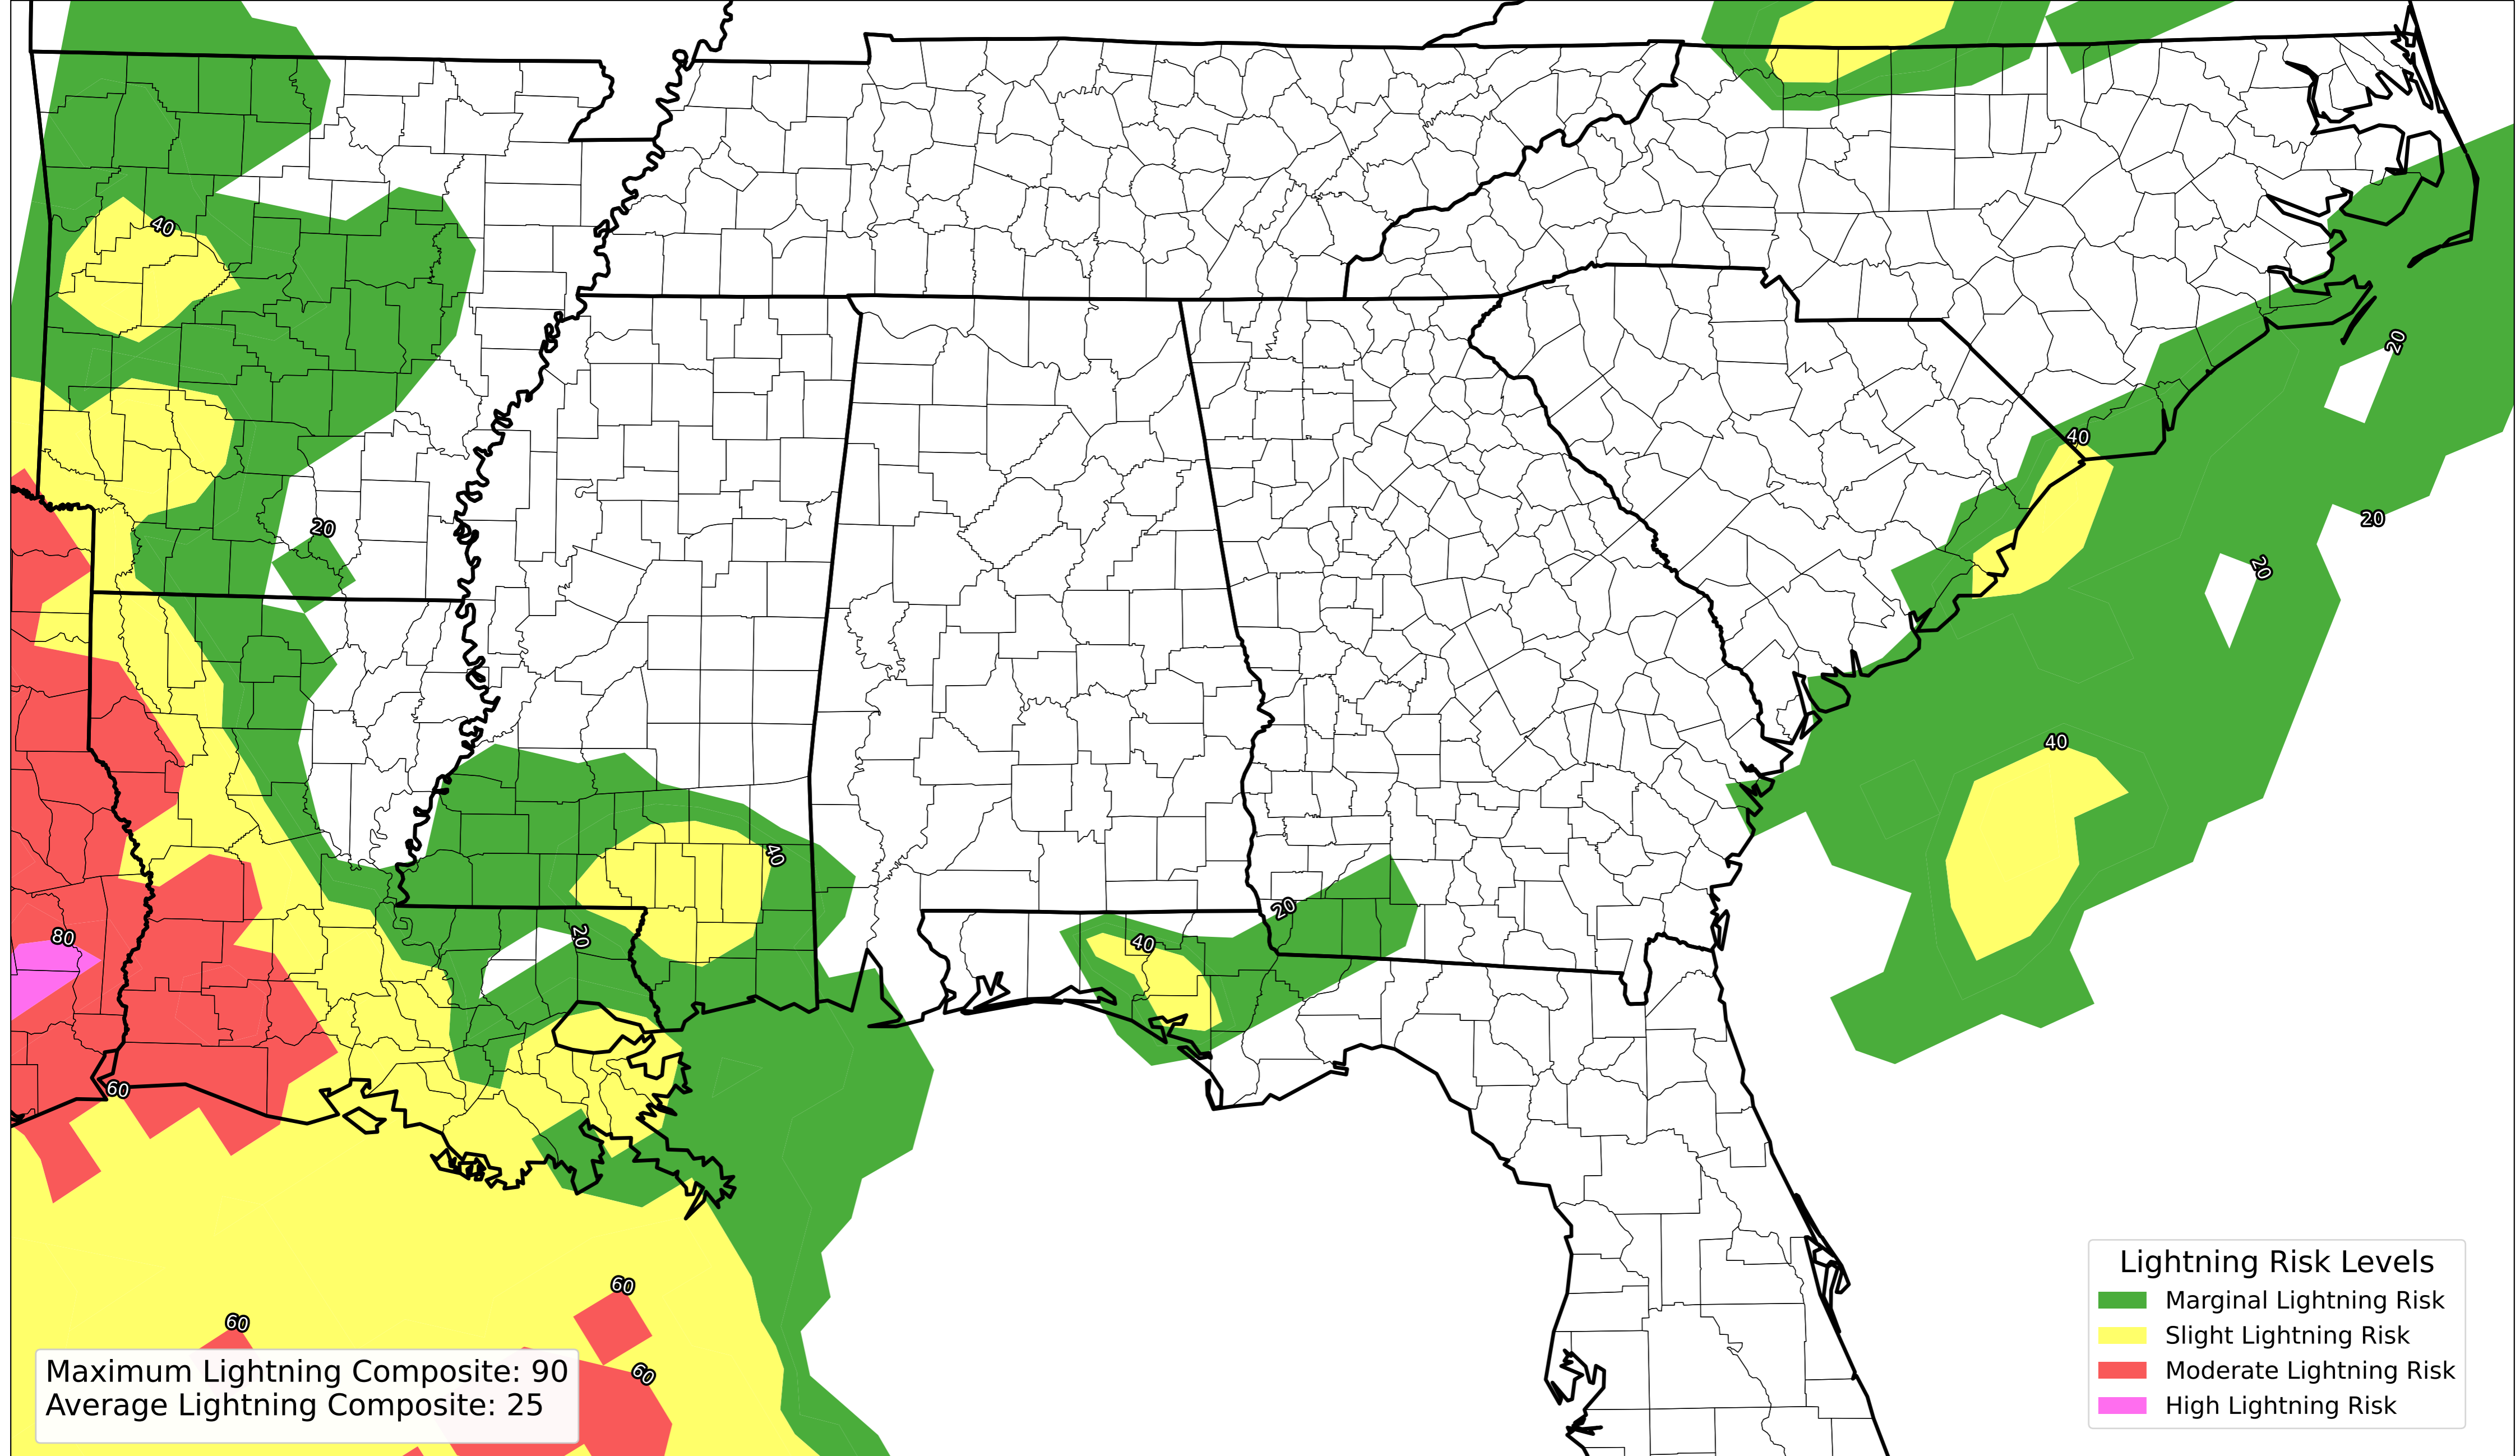 40
20
40
20
20
20
40
40
20
20
40
80
60
60
60
60
Maximum Lightning Composite: 90
Average Lightning Composite: 25
Lightning Risk Levels
Marginal Lightning Risk
Slight Lightning Risk
Moderate Lightning Risk
High Lightning Risk